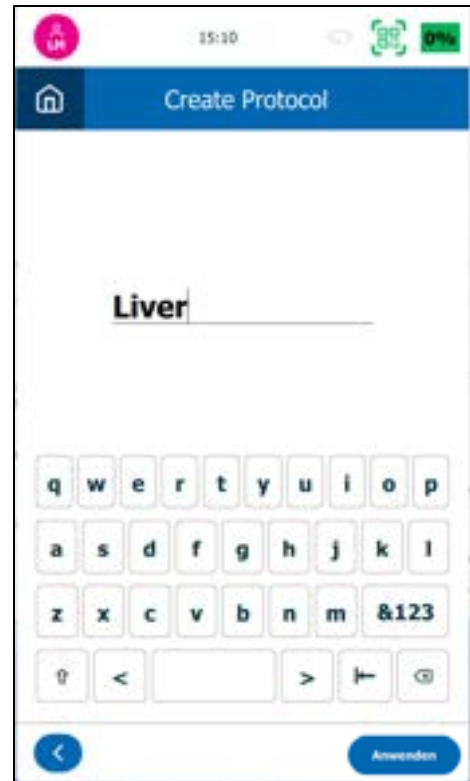 LM 15:10 0%
Create Protocol
Liver
q w e r t y u i o p
a s d f g h j k l
z x c v b n m &123
< >
Anwenden